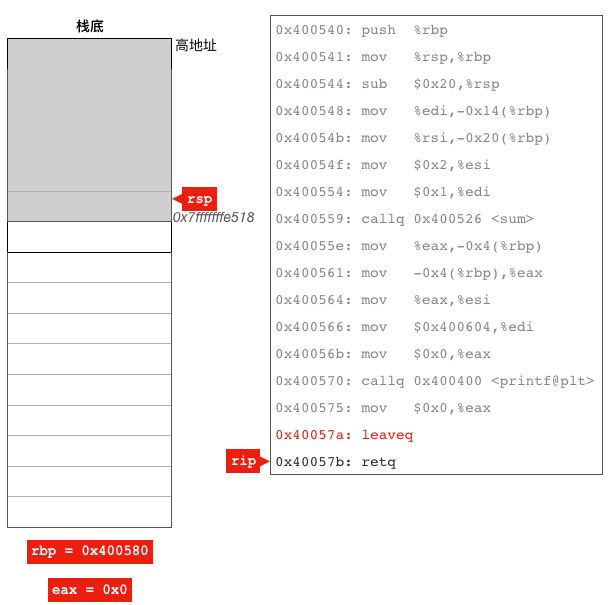 栈底
高地址
rsp
0x7fffffffe518
rbp = 0x400580
eax = 0x0
0x400540: push %rbp
0x400541: mov %rsp,%rbp
0x400544: sub $0x20,%rsp
0x400548: mov %edi,-0x14(%rbp)
0x40054b: mov %rsi,-0x20(%rbp)
0x40054f: mov $0x2,%esi
0x400554: mov $0x1,%edi
0x400559: callq 0x400526 <sum>
0x40055e: mov %eax,-0x4(%rbp)
0x400561: mov -0x4(%rbp),%eax
0x400564: mov %eax,%esi
0x400566: mov $0x400604,%edi
0x40056b: mov $0x0,%eax
0x400570: callq 0x400400 <printf@plt>
0x400575: mov $0x0,%eax
0x40057a: leaveq
rip
0x40057b: retq